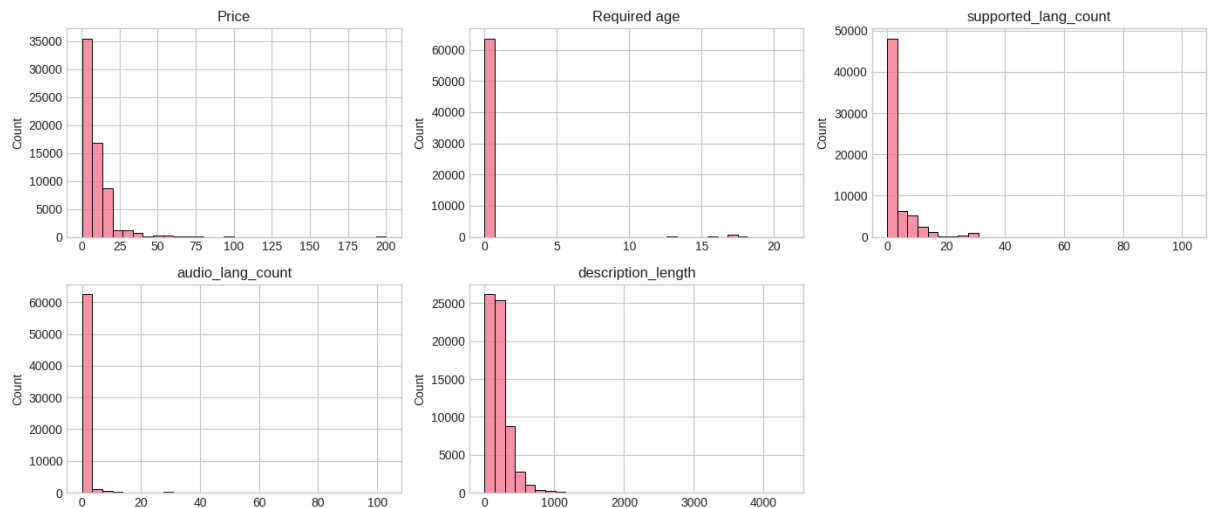 Price
Count
35000
30000
25000
20000
15000
10000
5000
0
0 25 50 75 100 125 150 175 200
Required age
Count
60000
50000
40000
30000
20000
10000
0
0 5 10 15 20
supported_lang_count
Count
50000
40000
30000
20000
10000
0
0 20 40 60 80 100
audio_lang_count
Count
60000
50000
40000
30000
20000
10000
0
0 20 40 60 80 100
description_length
Count
25000
20000
15000
10000
5000
0
0 1000 2000 3000 4000